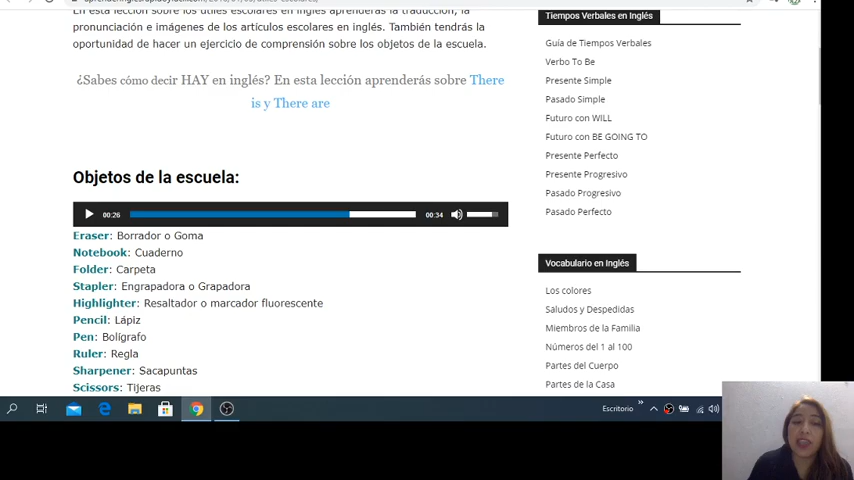 En esta lección sobre los útiles escolares en inglés aprenderás la traducción, la
pronunciación e imágenes de los artículos escolares en inglés. También tendrás la
oportunidad de hacer un ejercicio de comprensión sobre los objetos de la escuela.
¿Sabes cómo decir HAY en inglés? En esta lección aprenderás sobre There
is y There are
Objetos de la escuela:
00:26
00:34
Eraser: Borrador o Goma
Notebook: Cuaderno
Folder: Carpeta
Stapler: Engrapadora o Grapadora
Highlighter: Resaltador o marcador fluorescente
Pencil: Lápiz
Pen: Bolígrafo
Ruler: Regla
Sharpener: Sacapuntas
Scissors: Tijeras
Tiempos Verbales en Inglés
Guía de Tiempos Verbales
Verbo To Be
Presente Simple
Pasado Simple
Futuro con WILL
Futuro con BE GOING TO
Presente Perfecto
Presente Progresivo
Pasado Progresivo
Pasado Perfecto
Vocabulario en Inglés
Los colores
Saludos y Despedidas
Miembros de la Familia
Números del 1 al 100
Partes del Cuerpo
Partes de la Casa
Escritorio